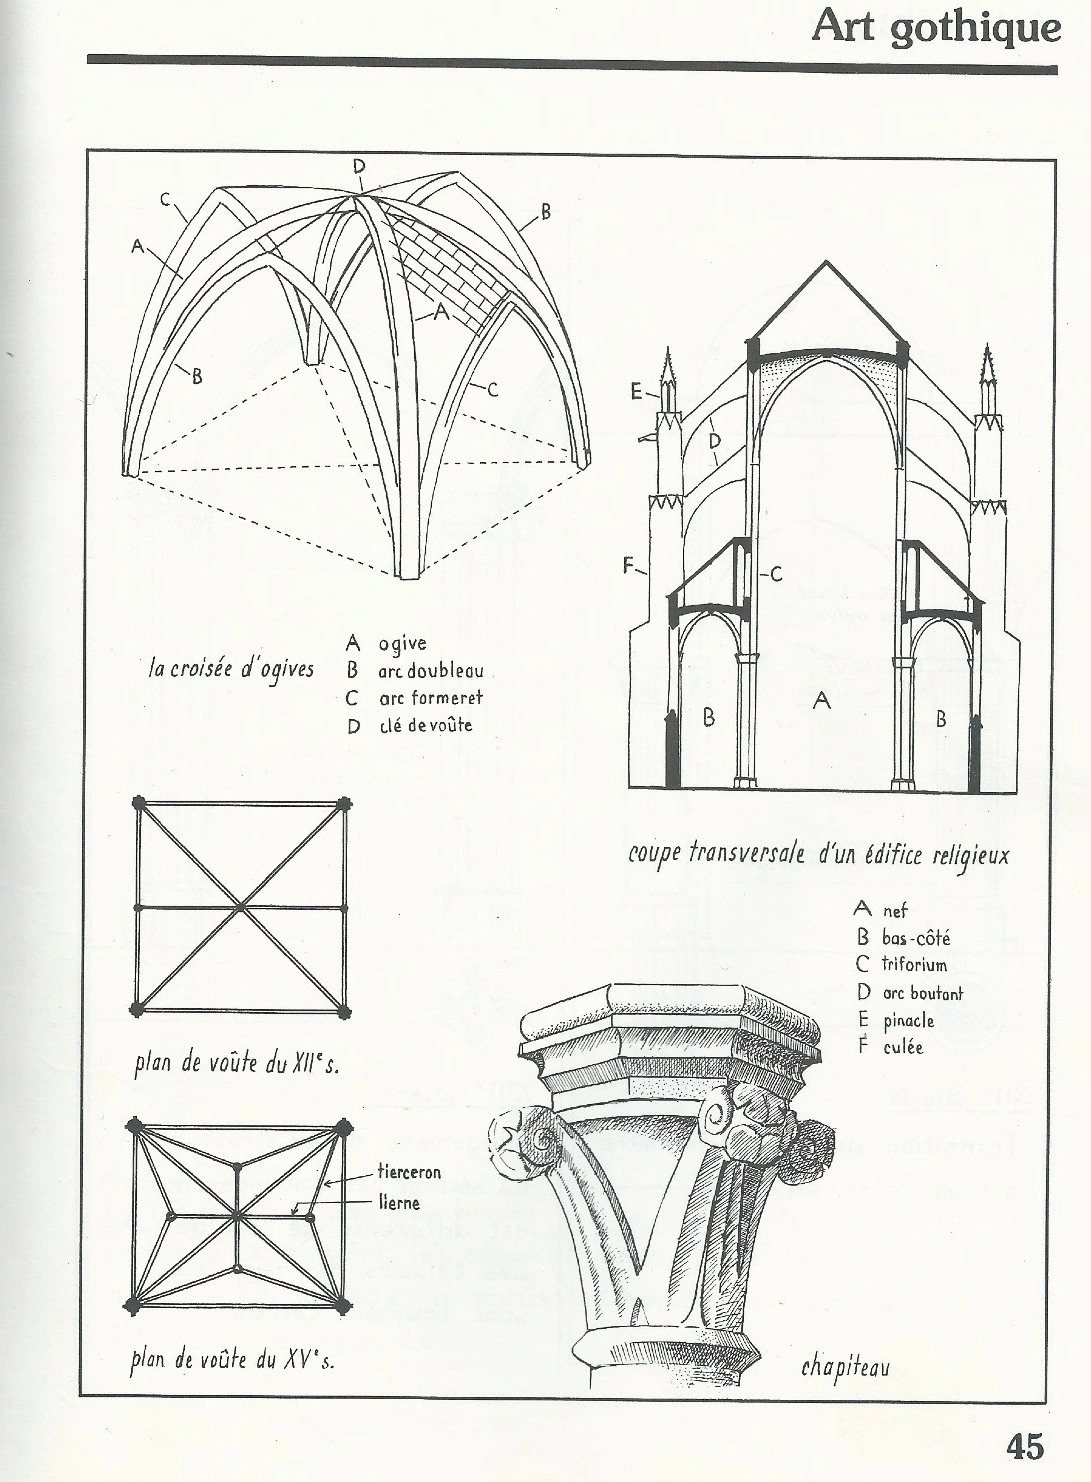 Art gothique
D
C
B
A
A
B
C
la croisée d'ogives
A ogive
B arc doubleau
C arc formeret
D clé de voûte
E
D
F
C
A
B
B
coupe transversale d'un édifice religieux
A nef
B bas-côté
C triforium
D arc boutant
E pinacle
F culée
plan de voûte du XIIe s.
tierceron
lierne
plan de voûte du XVe s.
chapiteau
45